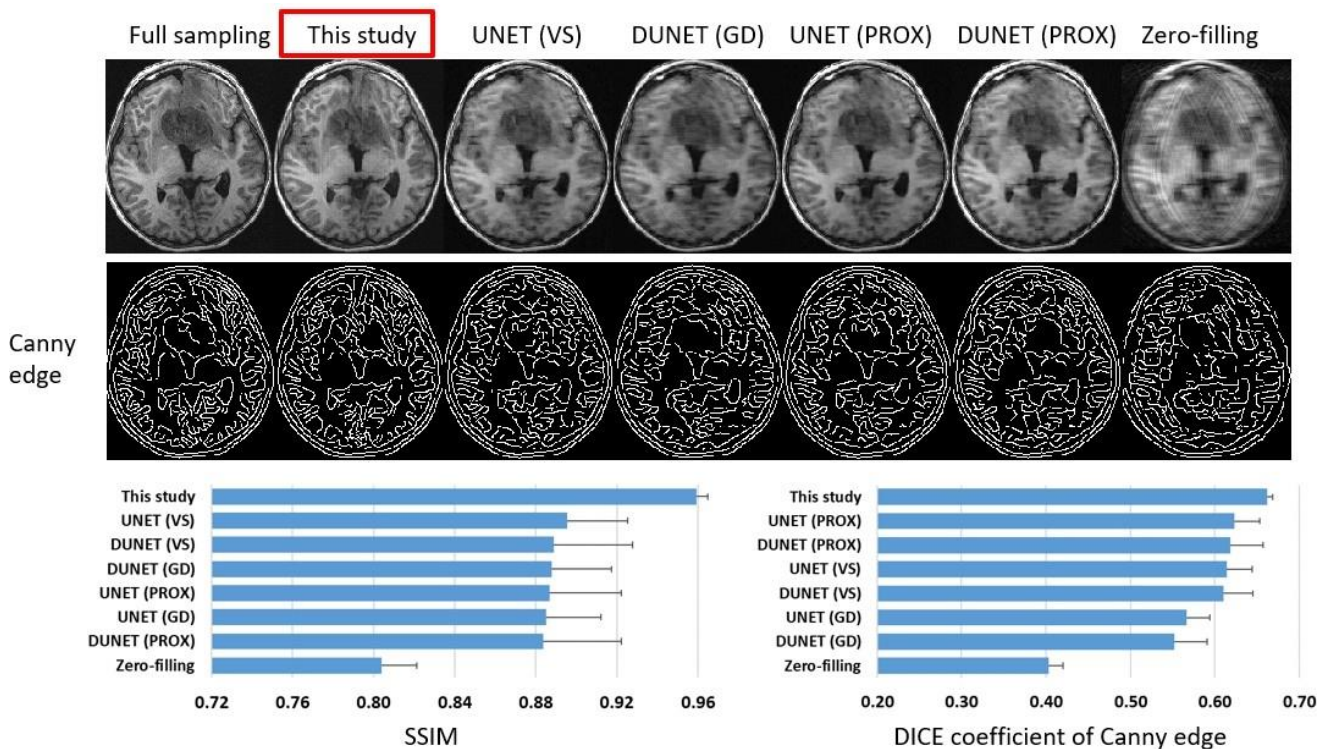 Full sampling This study UNET (VS) DUNET (GD) UNET (PROX) DUNET (PROX) Zero-filling
Canny
edge
This study
UNET (VS)
DUNET (VS)
DUNET (GD)
UNET (PROX)
UNET (GD)
DUNET (PROX)
Zero-filling
0.72 0.76 0.80 0.84 0.88 0.92 0.96
SSIM
This study
UNET (PROX)
DUNET (PROX)
UNET (VS)
DUNET (VS)
UNET (GD)
DUNET (GD)
Zero-filling
0.20 0.30 0.40 0.50 0.60 0.70
DICE coefficient of Canny edge